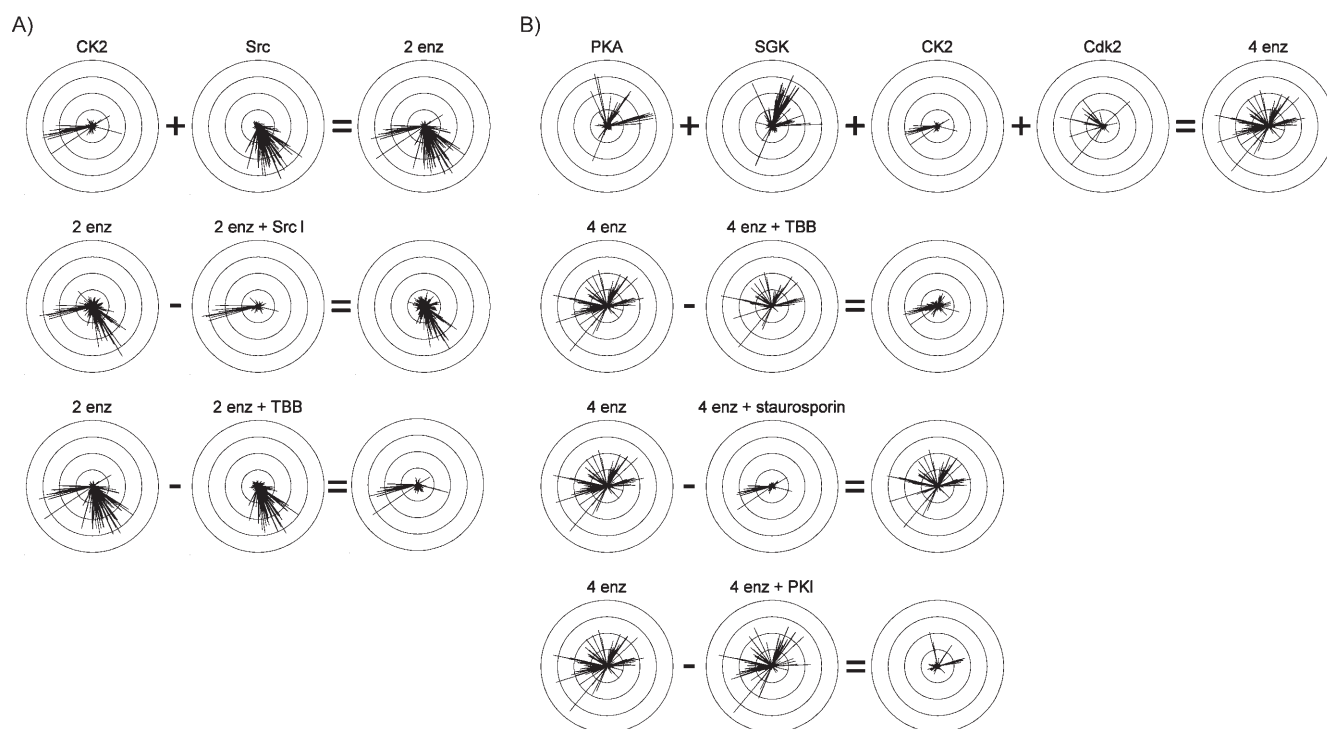 A)
CK2 + Src = 2 enz
2 enz - 2 enz + Src I =
2 enz - 2 enz + TBB =
B)
PKA + SGK + CK2 + Cdk2 = 4 enz
4 enz - 4 enz + TBB =
4 enz - 4 enz + staurosporin =
4 enz - 4 enz + PKI =